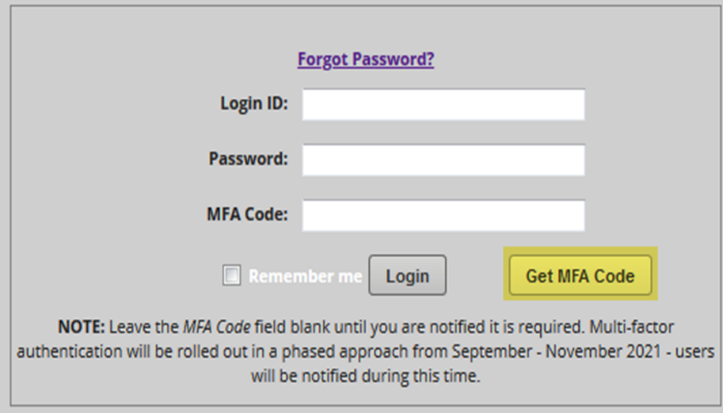 Forgot Password?
Login ID:
Password:
MFA Code:
Remember me Login Get MFA Code
NOTE: Leave the MFA Code field blank until you are notified it is required. Multi-factor
authentication will be rolled out in a phased approach from September - November 2021 - users
will be notified during this time.